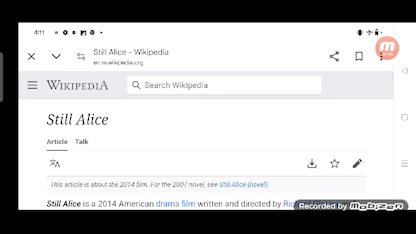 4:11
Still Alice - Wikipedia
en.m.wikipedia.org
WIKIPEDIA
Search Wikipedia
Still Alice
Article Talk
This article is about the 2014 film. For the 2007 novel, see Still Alice (novel).
Still Alice is a 2014 American drama film written and directed by
Recorded by
Mobizen